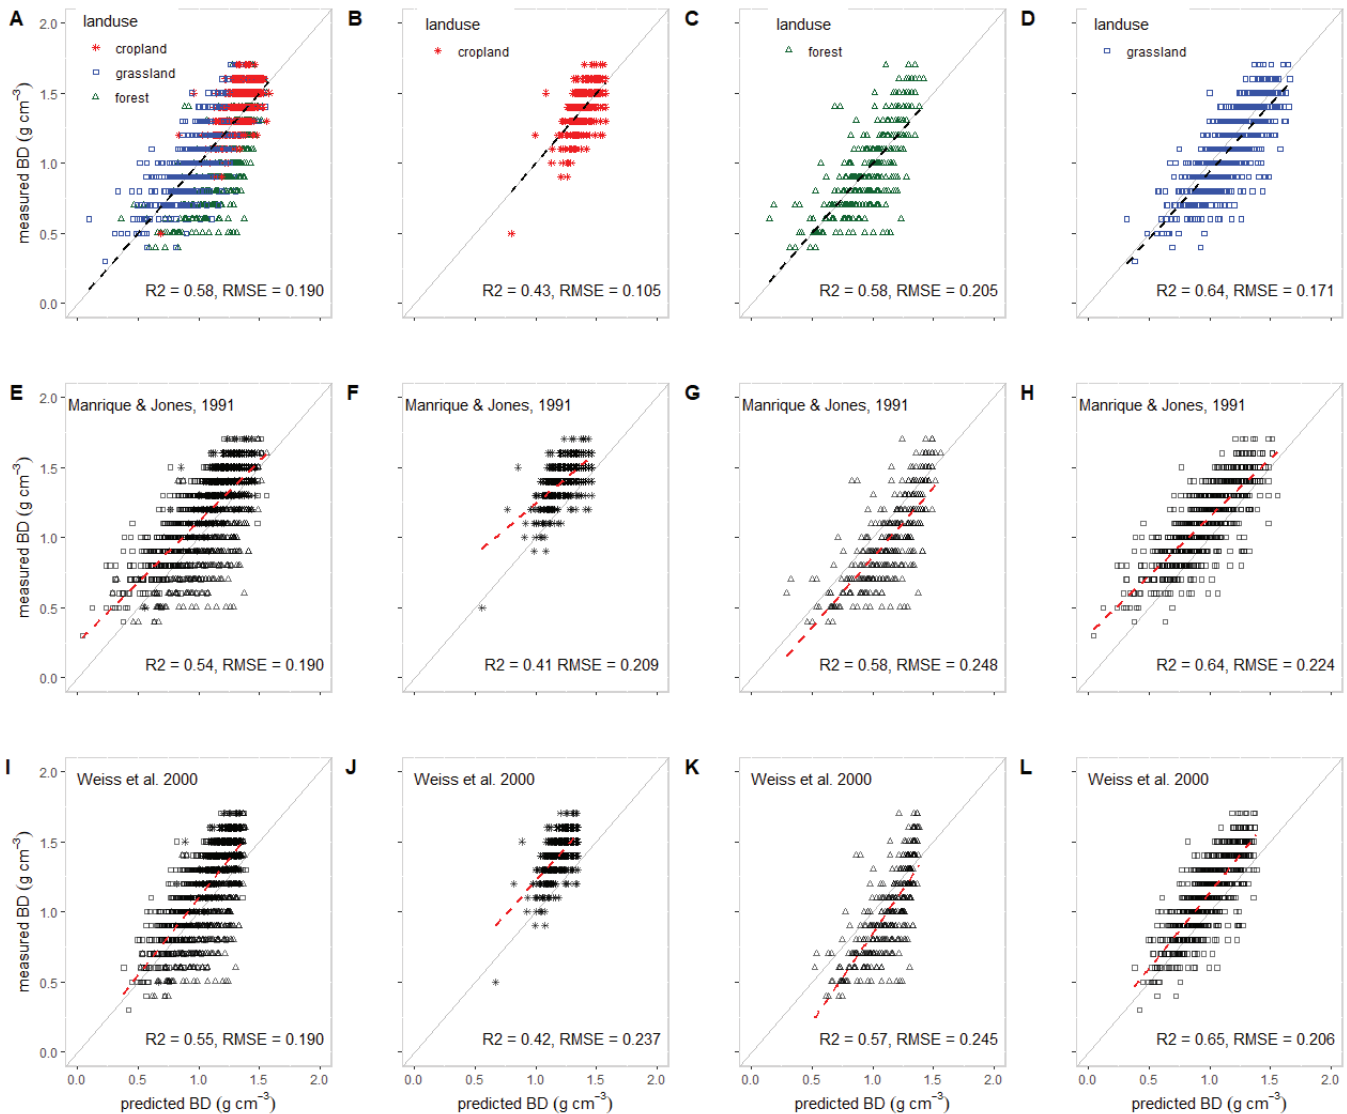 A
landuse
cropland
grassland
forest
R2 = 0.58, RMSE = 0.190
B
landuse
cropland
R2 = 0.43, RMSE = 0.105
C
landuse
forest
R2 = 0.58, RMSE = 0.205
D
landuse
grassland
R2 = 0.64, RMSE = 0.171
2.0
1.5
1.0
0.5
0.0
measured BD (g cm⁻³)
E
Manrique & Jones, 1991
R2 = 0.54, RMSE = 0.190
F
Manrique & Jones, 1991
R2 = 0.41 RMSE = 0.209
G
Manrique & Jones, 1991
R2 = 0.58, RMSE = 0.248
H
Manrique & Jones, 1991
R2 = 0.64, RMSE = 0.224
2.0
1.5
1.0
0.5
0.0
measured BD (g cm⁻³)
I
Weiss et al. 2000
R2 = 0.55, RMSE = 0.190
J
Weiss et al. 2000
R2 = 0.42, RMSE = 0.237
K
Weiss et al. 2000
R2 = 0.57, RMSE = 0.245
L
Weiss et al. 2000
R2 = 0.65, RMSE = 0.206
2.0
1.5
1.0
0.5
0.0
measured BD (g cm⁻³)
0.0 0.5 1.0 1.5 2.0
predicted BD (g cm⁻³)
0.0 0.5 1.0 1.5 2.0
predicted BD (g cm⁻³)
0.0 0.5 1.0 1.5 2.0
predicted BD (g cm⁻³)
0.0 0.5 1.0 1.5 2.0
predicted BD (g cm⁻³)